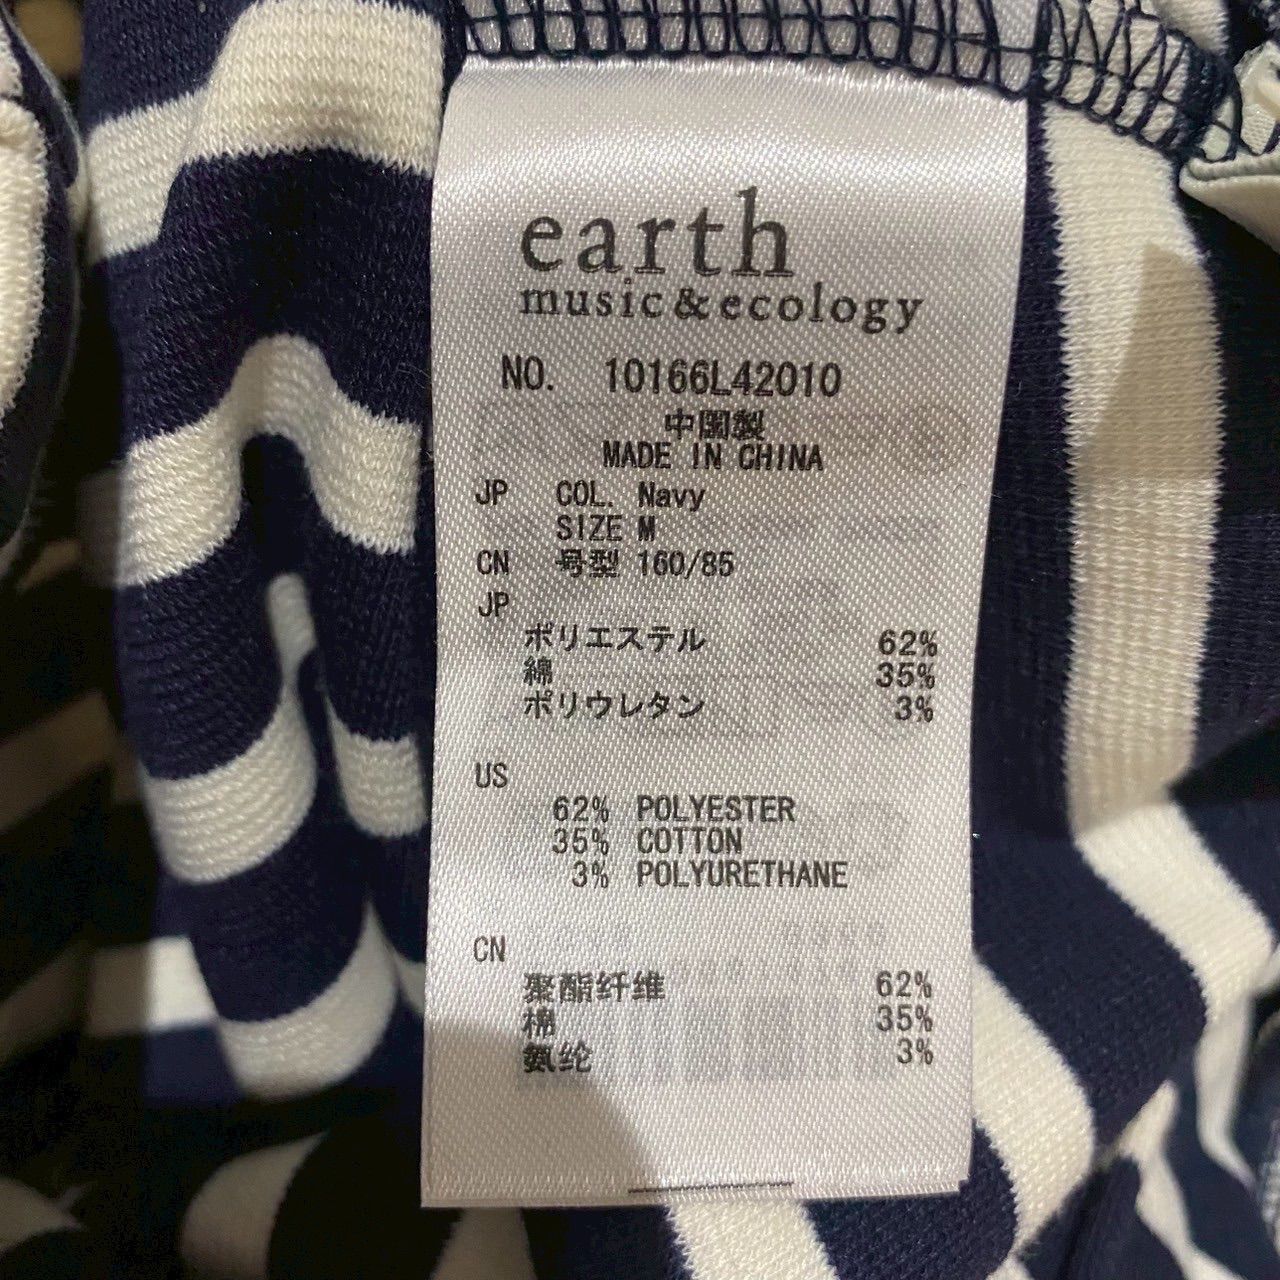 earth
music&ecology
NO. 10166L42010
中国製
MADE IN CHINA
JP COL. Navy
SIZE M
CN 号型 160/85
JP
ポリエステル 62%
綿 35%
ポリウレタン 3%
US
62% POLYESTER
35% COTTON
3% POLYURETHANE
CN
聚酯纤维 62%
棉 35%
氨纶 3%